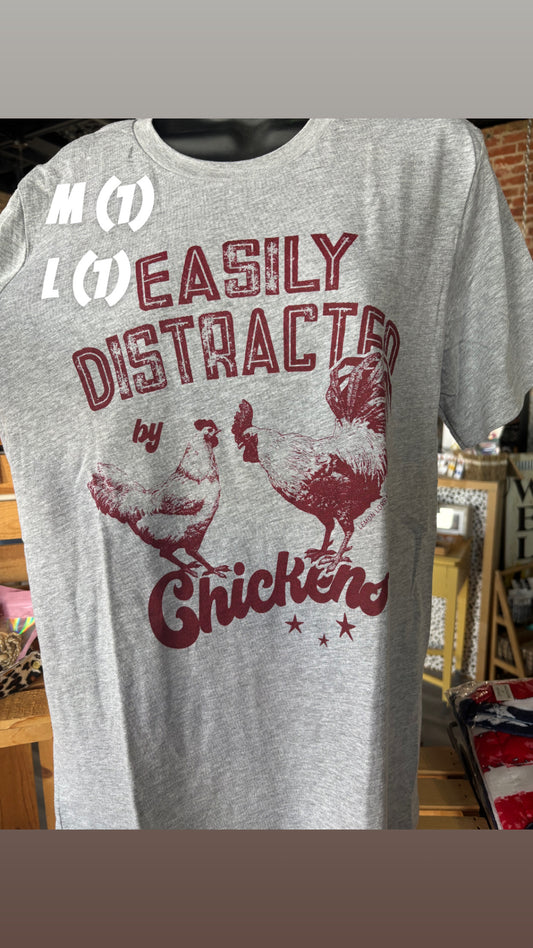 M (1)
L (1)
EASILY
DISTRACTED
by
Chickens